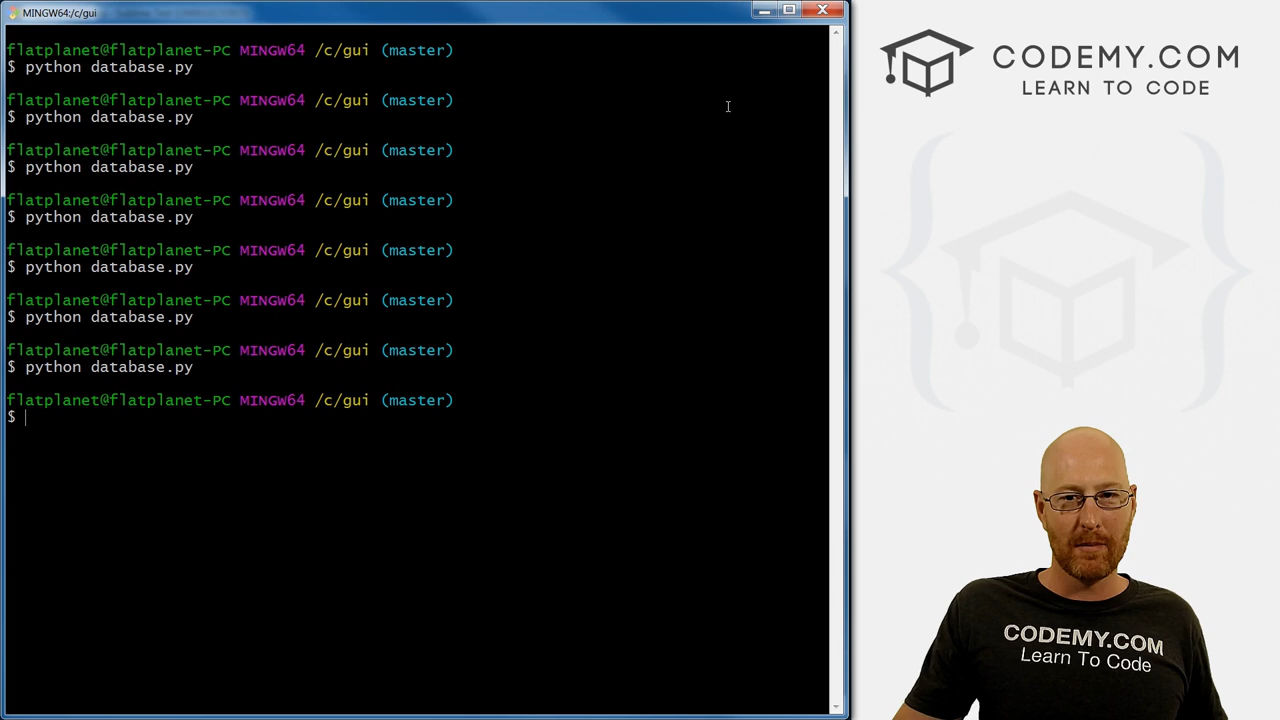 MINGW64:/c/gui
flatplanet@flatplanet-PC MINGW64 /c/gui (master)
$ python database.py
flatplanet@flatplanet-PC MINGW64 /c/gui (master)
$ python database.py
flatplanet@flatplanet-PC MINGW64 /c/gui (master)
$ python database.py
flatplanet@flatplanet-PC MINGW64 /c/gui (master)
$ python database.py
flatplanet@flatplanet-PC MINGW64 /c/gui (master)
$ python database.py
flatplanet@flatplanet-PC MINGW64 /c/gui (master)
$ python database.py
flatplanet@flatplanet-PC MINGW64 /c/gui (master)
$ python database.py
flatplanet@flatplanet-PC MINGW64 /c/gui (master)
$
CODEMY.COM
LEARN TO CODE
CODEMY.COM
Learn To Code